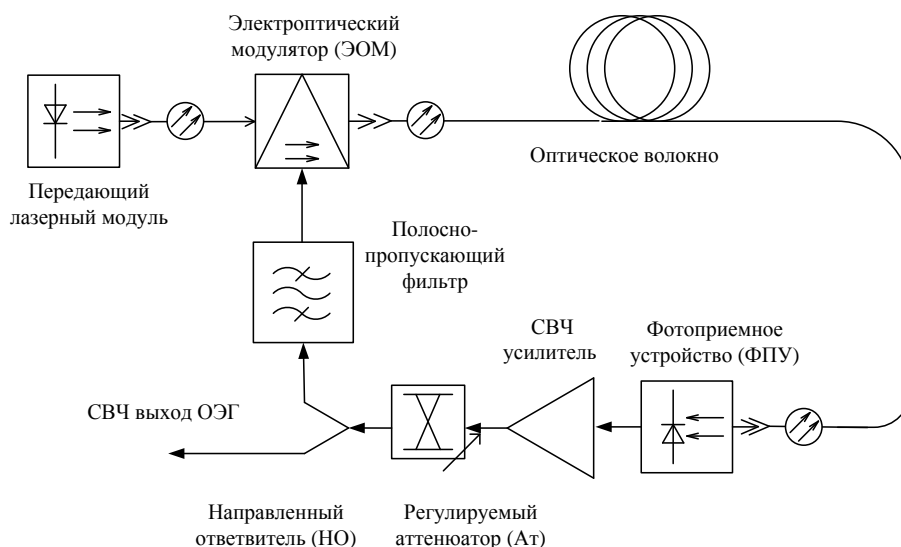 Электроптический
модулятор (ЭОМ)
Передающий
лазерный модуль
Оптическое волокно
Полосно-
пропускающий
фильтр
СВЧ
усилитель
Фотоприемное
устройство (ФПУ)
СВЧ выход ОЭГ
Направленный
ответвитель (НО)
Регулируемый
аттенюатор (Ат)